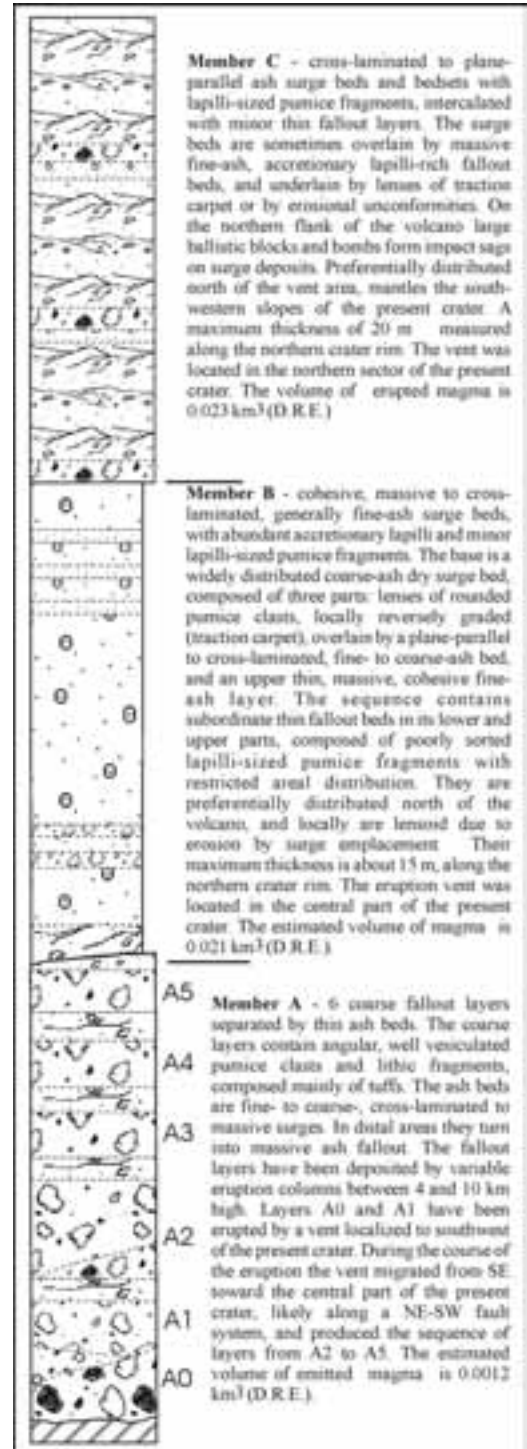 Member C - cross-laminated to plane-
parallel ash surge beds and bedsets with
lapilli-sized pumice fragments, intercalated
with minor thin fallout layers. The surge
beds are sometimes overlain by massive
fine-ash, accretionary lapilli-rich fallout
beds, and underlain by lenses of traction
carpet or by erosional unconformities. On
the northern flank of the volcano large
ballistic blocks and bombs form impact sags
on surge deposits. Preferentially distributed
north of the vent area, mantles the south-
western slopes of the present crater. A
maximum thickness of 20 m measured
along the northern crater rim. The vent was
located in the northern sector of the present
crater. The volume of erupted magma is
0.023 km3 (D.R.E.)
Member B - cohesive, massive to cross-
laminated, generally fine-ash surge beds,
with abundant accretionary lapilli and minor
lapilli-sized pumice fragments. The base is a
widely distributed coarse-ash dry surge bed,
composed of three parts: lenses of rounded
pumice clasts, locally reversely graded
(traction carpet), overlain by a plane-parallel
to cross-laminated, fine- to coarse-ash bed,
and an upper thin, massive, cohesive fine-
ash layer. The sequence contains
subordinate thin fallout beds in its lower and
upper parts, composed of poorly sorted
lapilli-sized pumice fragments with
restricted areal distribution. They are
preferentially distributed north of the
volcano, and locally are lensoid due to
erosion by surge emplacement. Their
maximum thickness is about 15 m, along the
northern crater rim. The eruption vent was
located in the central part of the present
crater. The estimated volume of magma is
0.021 km3 (D.R.E.)
A5
A4
A3
A2
A1
A0
Member A - 6 coarse fallout layers
separated by thin ash beds. The coarse
layers contain angular, well vesiculated
pumice clasts and lithic fragments,
composed mainly of tuffs. The ash beds
are fine- to coarse-, cross-laminated to
massive surges. In distal areas they turn
into massive ash fallout. The fallout
layers have been deposited by variable
eruption columns between 4 and 10 km
high. Layers A0 and A1 have been
erupted by a vent localized to southwest
of the present crater. During the course of
the eruption the vent migrated from SE
toward the central part of the present
crater, likely along a NE-SW fault
system, and produced the sequence of
layers from A2 to A5. The estimated
volume of emitted magma is 0.0012
km3 (D.R.E.)